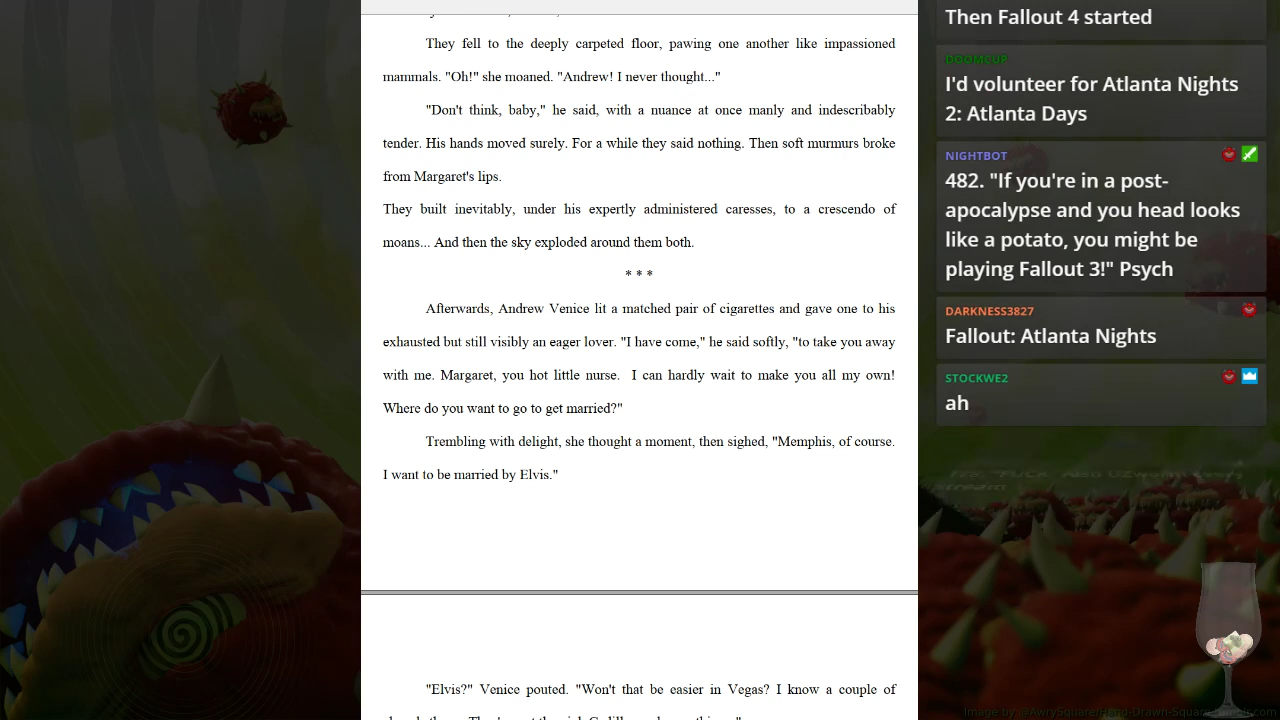 They fell to the deeply carpeted floor, pawing one another like impassioned
mammals. "Oh!" she moaned. "Andrew! I never thought..."
"Don't think, baby," he said, with a nuance at once manly and indescribably
tender. His hands moved surely. For a while they said nothing. Then soft murmurs broke
from Margaret's lips.
They built inevitably, under his expertly administered caresses, to a crescendo of
moans... And then the sky exploded around them both.
* * *
Afterwards, Andrew Venice lit a matched pair of cigarettes and gave one to his
exhausted but still visibly an eager lover. "I have come," he said softly, "to take you away
with me. Margaret, you hot little nurse.  I can hardly wait to make you all my own!
Where do you want to go to get married?"
Trembling with delight, she thought a moment, then sighed, "Memphis, of course.
I want to be married by Elvis."
"Elvis?" Venice pouted. "Won't that be easier in Vegas? I know a couple of
Then Fallout 4 started
DOOMCUP
I'd volunteer for Atlanta Nights
2: Atlanta Days
NIGHTBOT
482. "If you're in a post-
apocalypse and you head looks
like a potato, you might be
playing Fallout 3!" Psych
DARKNESS3827
Fallout: Atlanta Nights
STOCKWE2
ah